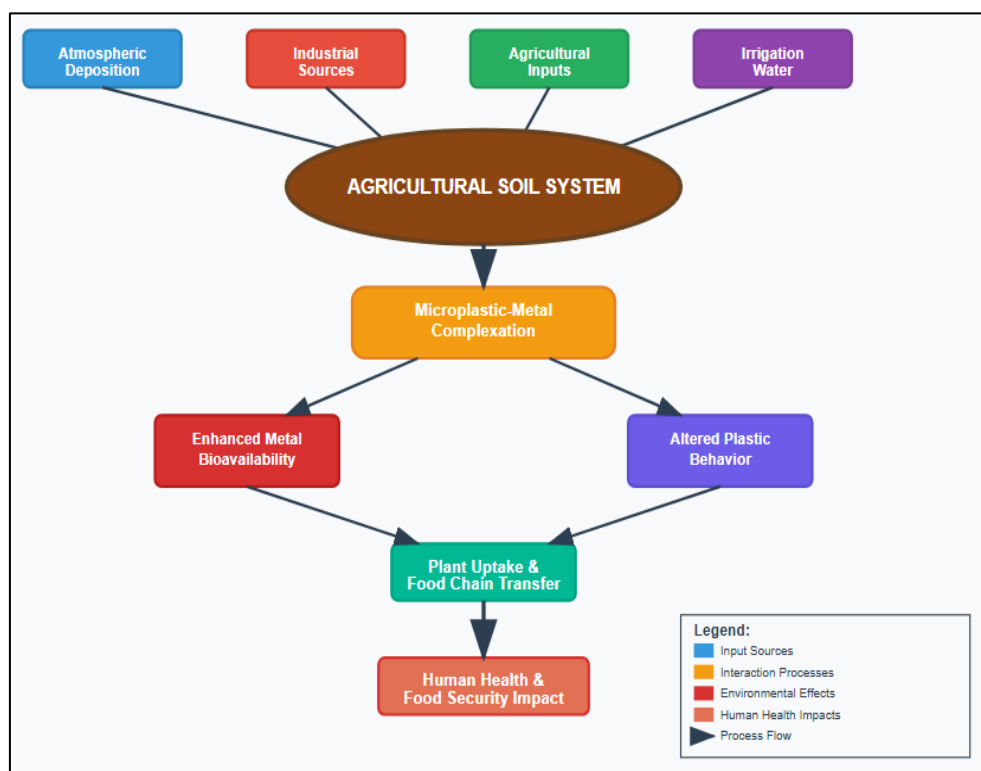 Atmospheric
Deposition
Industrial
Sources
Agricultural
Inputs
Irrigation
Water
AGRICULTURAL SOIL SYSTEM
Microplastic-Metal
Complexation
Enhanced Metal
Bioavailability
Altered Plastic
Behavior
Plant Uptake &
Food Chain Transfer
Human Health &
Food Security Impact
Legend:
Input Sources
Interaction Processes
Environmental Effects
Human Health Impacts
Process Flow